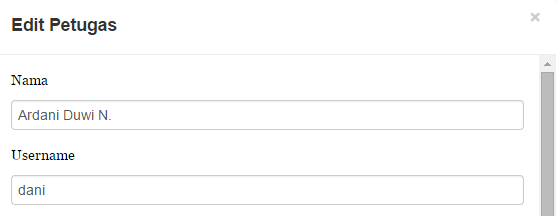 Edit Petugas
×
Nama
Ardani Duwi N.
Username
dani